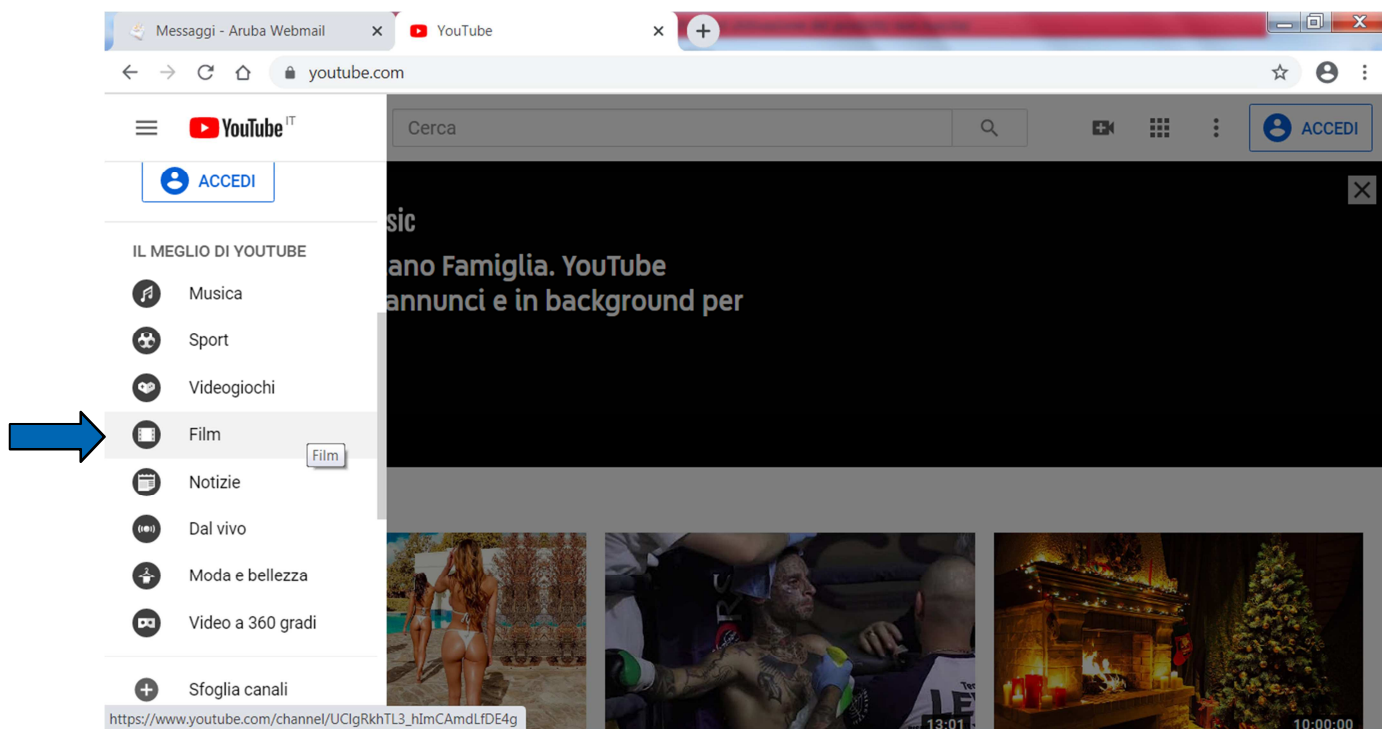 Messaggi - Aruba Webmail
YouTube
youtube.com
YouTube IT
Cerca
ACCEDI
ACCEDI
sic
IL MEGLIO DI YOUTUBE
ano Famiglia. YouTube
Musica
annunci e in background per
Sport
Videogiochi
Film
Film
Notizie
Dal vivo
Moda e bellezza
Video a 360 gradi
Sfoglia canali
https://www.youtube.com/channel/UClgRkhTL3_hImCAmdLfDE4g
13:01
10:00:00